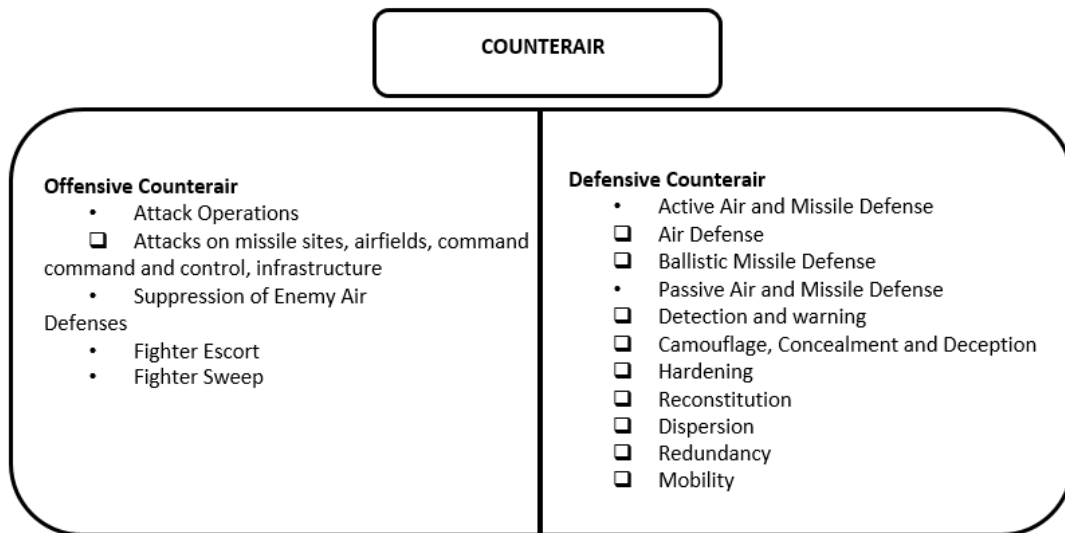 COUNTERAIR
Offensive Counterair
• Attack Operations
❑ Attacks on missile sites, airfields, command
command and control, infrastructure
• Suppression of Enemy Air
Defenses
• Fighter Escort
• Fighter Sweep
Defensive Counterair
• Active Air and Missile Defense
❑ Air Defense
❑ Ballistic Missile Defense
• Passive Air and Missile Defense
❑ Detection and warning
❑ Camouflage, Concealment and Deception
❑ Hardening
❑ Reconstitution
❑ Dispersion
❑ Redundancy
❑ Mobility